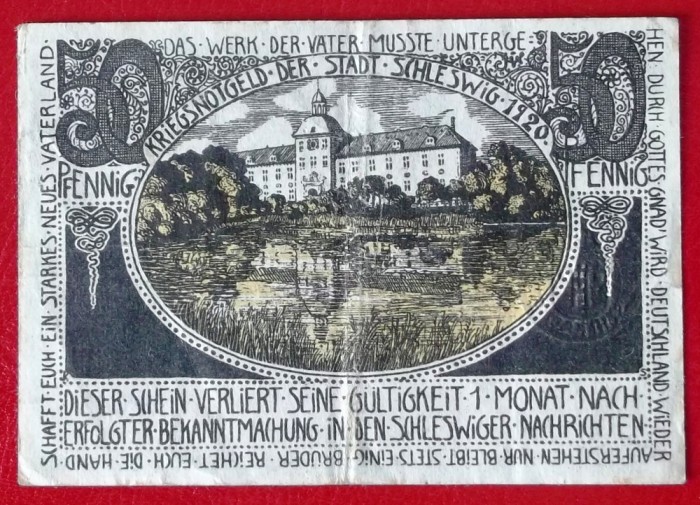 DAS · WERK · DER · VÄTER · MUSSTE · UNTERGE=
HEN · DURCH · GOTTES · GNAD' · WIRD · DEUTSCHLAND · WIEDER
AUFERSTEHEN · NUR · BLEIBT · STETS · EINIG · BRÜDER · REICHET · EUCH · DIE · HAND
SCHAFFT · EUCH · EIN · STARKES · NEUES · VATERLAND ·
50
PFENNIG
KRIEGSNOTGELD · DER · STADT · SCHLESWIG · 1920
50
PFENNIG
DIESER · SCHEIN · VERLIERT · SEINE · GÜLTIGKEIT · 1 · MONAT · NACH
ERFOLGTER · BEKANNTMACHUNG · IN · DEN · SCHLESWIGER · NACHRICHTEN